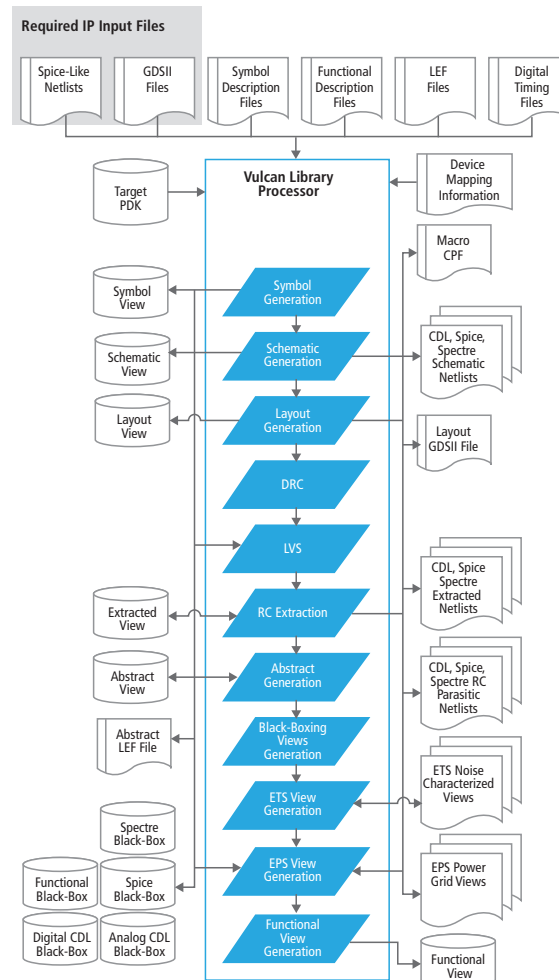 Required IP Input Files
Spice-Like
Netlists
GDSII
Files
Symbol
Description
Files
Functional
Description
Files
LEF
Files
Digital
Timing
Files
Target
PDK
Vulcan Library
Processor
Device
Mapping
Information
Macro
CPF
Symbol
View
Symbol
Generation
Schematic
View
Schematic
Generation
CDL, Spice,
Spectre
Schematic
Netlists
Layout
View
Layout
Generation
Layout
GDSII File
DRC
LVS
Extracted
View
RC Extraction
CDL, Spice
Spectre
Extracted
Netlists
Abstract
View
Abstract
Generation
CDL, Spice,
Spectre RC
Parasitic
Netlists
Abstract
LEF File
Black-Boxing
Views
Generation
ETS View
Generation
ETS Noise
Characterized
Views
Spectre
Black-Box
Functional
Black-Box
Spice
Black-Box
EPS View
Generation
EPS Power
Grid Views
Digital CDL
Black-Box
Analog CDL
Black-Box
Functional
View
Generation
Functional
View